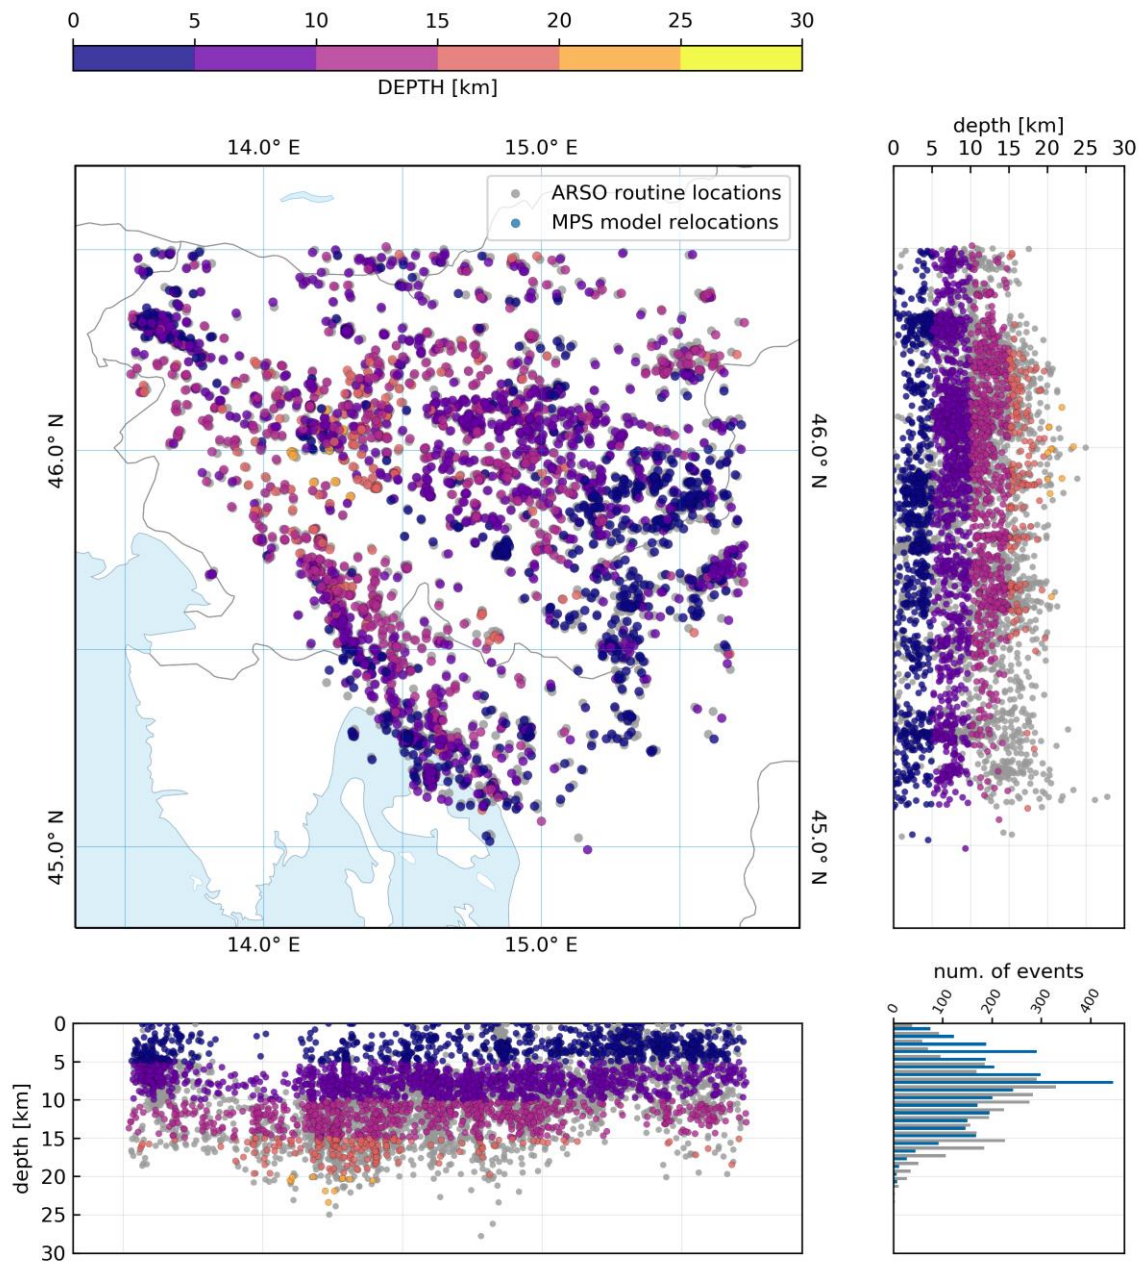 0 5 10 15 20 25 30
DEPTH [km]
14.0° E 15.0° E
depth [km]
0 5 10 15 20 25 30
ARSO routine locations
MPS model relocations
46.0° N
46.0° N
45.0° N
45.0° N
14.0° E 15.0° E
num. of events
0 100 200 300 400
depth [km]
0
5
10
15
20
25
30